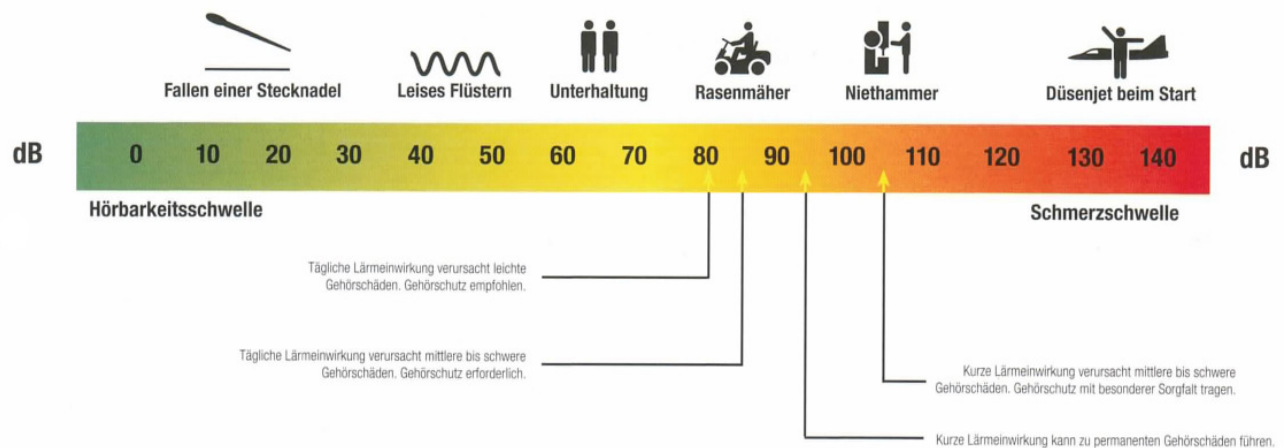 Fallen einer Stecknadel
Leises Flüstern
Unterhaltung
Rasenmäher
Niethammer
Düsenjet beim Start
dB 0 10 20 30 40 50 60 70 80 90 100 110 120 130 140 dB
Hörbarkeitsschwelle
Schmerzschwelle
Tägliche Lärmeinwirkung verursacht leichte
Gehörschäden. Gehörschutz empfohlen.
Tägliche Lärmeinwirkung verursacht mittlere bis schwere
Gehörschäden. Gehörschutz erforderlich.
Kurze Lärmeinwirkung verursacht mittlere bis schwere
Gehörschäden. Gehörschutz mit besonderer Sorgfalt tragen.
Kurze Lärmeinwirkung kann zu permanenten Gehörschäden führen.